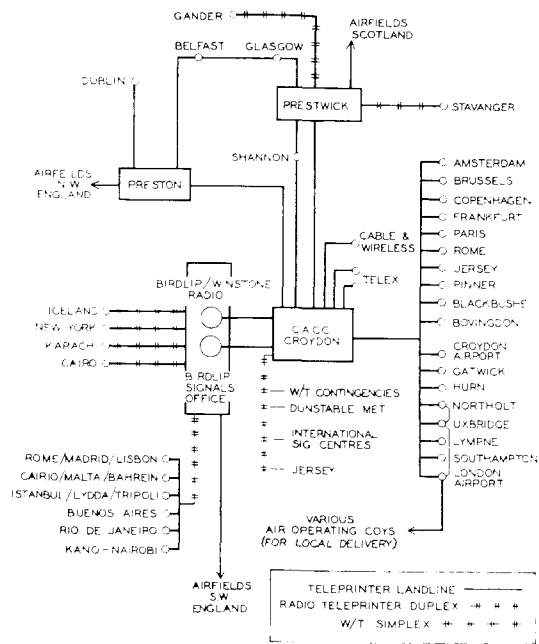 GANDER
AIRFIELDS
SCOTLAND
BELFAST
GLASGOW
DUBLIN
PRESTWICK
STAVANGER
SHANNON
AIRFIELDS
N.W
ENGLAND
PRESTON
AMSTERDAM
BRUSSELS
COPENHAGEN
FRANKFURT
PARIS
ROME
JERSEY
PINNER
BLACKBUSHE
BOVINGDON
CROYDON
AIRPORT
GATWICK
HURN
NORTHOLT
UXBRIDGE
LYMPNE
SOUTHAMPTON
LONDON
AIRPORT
CABLE &
WIRELESS
TELEX
BIRDLIP/WINSTONE
RADIO
ICELAND
NEW YORK
KARACHI
CAIRO
C.A.C.C
CROYDON
BIRDLIP
SIGNALS
OFFICE
W/T CONTINGENCIES
DUNSTABLE MET
INTERNATIONAL
SIG CENTRES
JERSEY
ROME/MADRID/LISBON
CAIRIO/MALTA/BAHREIN
ISTANBUL/LYDDA/TRIPOLI
BUENOS AIRES
RIO DE JANEIRO
KANO-NAIROBI
VARIOUS
AIR OPERATING COYS
(FOR LOCAL DELIVERY)
AIRFIELDS
S.W
ENGLAND
TELEPRINTER LANDLINE
RADIO TELEPRINTER DUPLEX
W/T SIMPLEX